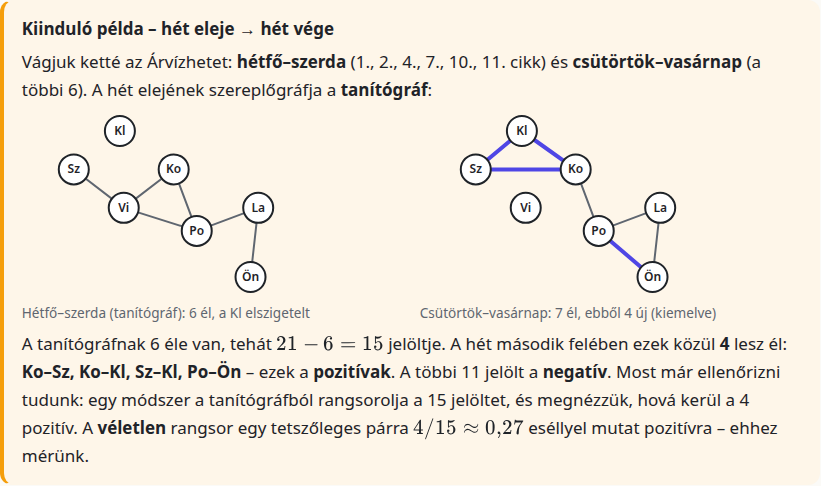 Kiinduló példa – hét eleje → hét vége
Vágjuk ketté az Árvízhetet: hétfő–szerda (1., 2., 4., 7., 10., 11. cikk) és csütörtök–vasárnap (a
többi 6). A hét elejének szereplőgráfja a tanítógráf:
Kl
Sz
Ko
Vi
La
Po
Ön
Kl
Sz
Ko
Vi
La
Po
Ön
Hétfő–szerda (tanítógráf): 6 él, a Kl elszigetelt
Csütörtök–vasárnap: 7 él, ebből 4 új (kiemelve)
A tanítógráfnak 6 éle van, tehát 21 − 6 = 15 jelöltje. A hét második felében ezek közül 4 lesz él:
Ko–Sz, Ko–Kl, Sz–Kl, Po–Ön – ezek a pozitívak. A többi 11 jelölt a negatív. Most már ellenőrizni
tudunk: egy módszer a tanítógráfból rangsorolja a 15 jelöltet, és megnézzük, hová kerül a 4
pozitív. A véletlen rangsor egy tetszőleges párra 4/15 ≈ 0,27 eséllyel mutat pozitívra – ehhez
mérünk.